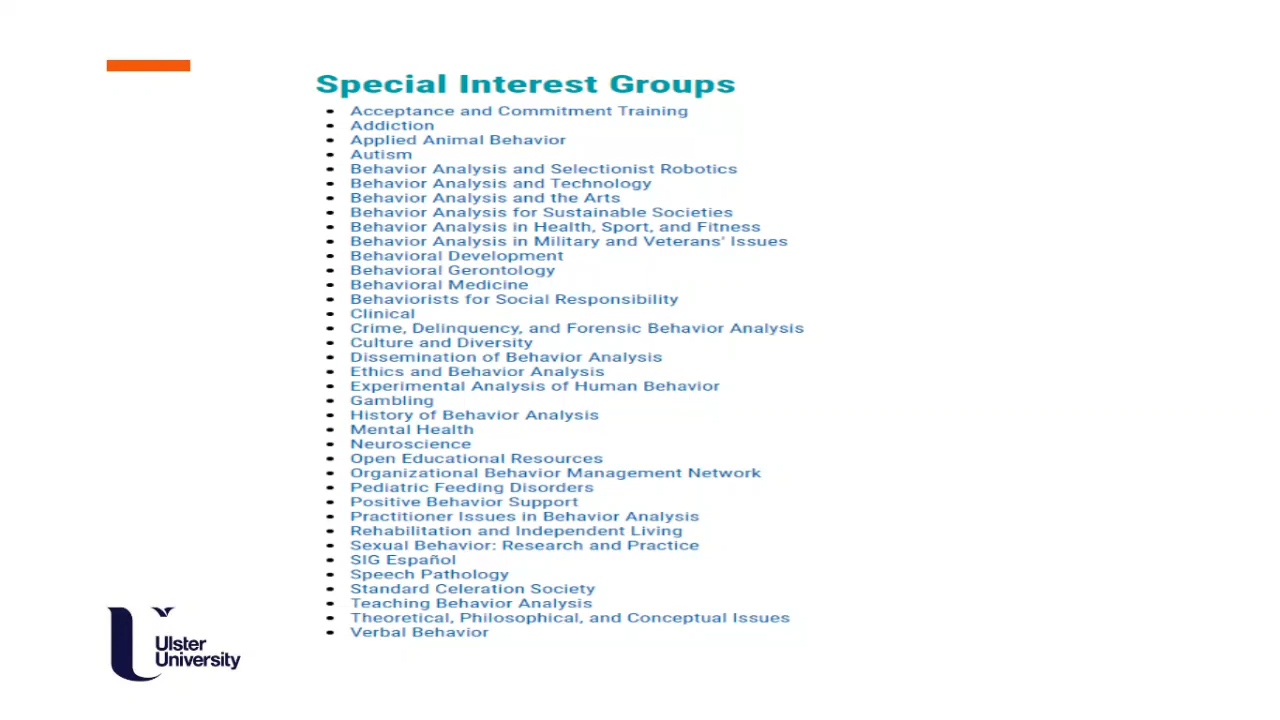 Special Interest Groups
Acceptance and Commitment Training
Addiction
Applied Animal Behavior
Autism
Behavior Analysis and Selectionist Robotics
Behavior Analysis and Technology
Behavior Analysis and the Arts
Behavior Analysis for Sustainable Societies
Behavior Analysis in Health, Sport, and Fitness
Behavior Analysis in Military and Veterans' Issues
Behavioral Development
Behavioral Gerontology
Behavioral Medicine
Behaviorists for Social Responsibility
Clinical
Crime, Delinquency, and Forensic Behavior Analysis
Culture and Diversity
Dissemination of Behavior Analysis
Ethics and Behavior Analysis
Experimental Analysis of Human Behavior
Gambling
History of Behavior Analysis
Mental Health
Neuroscience
Open Educational Resources
Organizational Behavior Management Network
Pediatric Feeding Disorders
Positive Behavior Support
Practitioner Issues in Behavior Analysis
Rehabilitation and Independent Living
Sexual Behavior: Research and Practice
SIG Español
Speech Pathology
Standard Celeration Society
Teaching Behavior Analysis
Theoretical, Philosophical, and Conceptual Issues
Verbal Behavior
Ulster
University